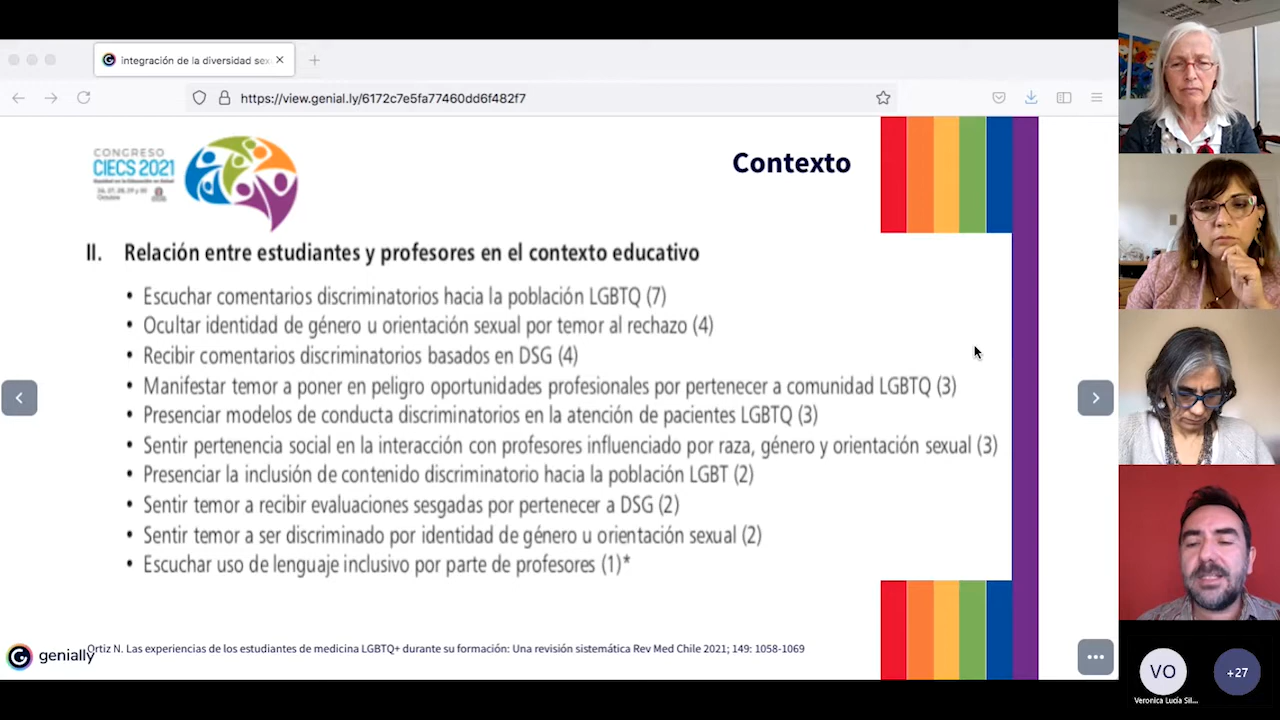 integración de la diversidad sex
https://view.genial.ly/6172c7e5fa77460dd6f482f7
CONGRESO
CIECS 2021
Contexto
II. Relación entre estudiantes y profesores en el contexto educativo
• Escuchar comentarios discriminatorios hacia la población LGBTQ (7)
• Ocultar identidad de género u orientación sexual por temor al rechazo (4)
• Recibir comentarios discriminatorios basados en DSG (4)
• Manifestar temor a poner en peligro oportunidades profesionales por pertenecer a comunidad LGBTQ (3)
• Presenciar modelos de conducta discriminatorios en la atención de pacientes LGBTQ (3)
• Sentir pertenencia social en la interacción con profesores influenciado por raza, género y orientación sexual (3)
• Presenciar la inclusión de contenido discriminatorio hacia la población LGBT (2)
• Sentir temor a recibir evaluaciones sesgadas por pertenecer a DSG (2)
• Sentir temor a ser discriminado por identidad de género u orientación sexual (2)
• Escuchar uso de lenguaje inclusivo por parte de profesores (1)*
Ortiz N. Las experiencias de los estudiantes de medicina LGBTQ+ durante su formación: Una revisión sistemática Rev Med Chile 2021; 149: 1058-1069
genially
VO
+27
Veronica Lucía Sil...